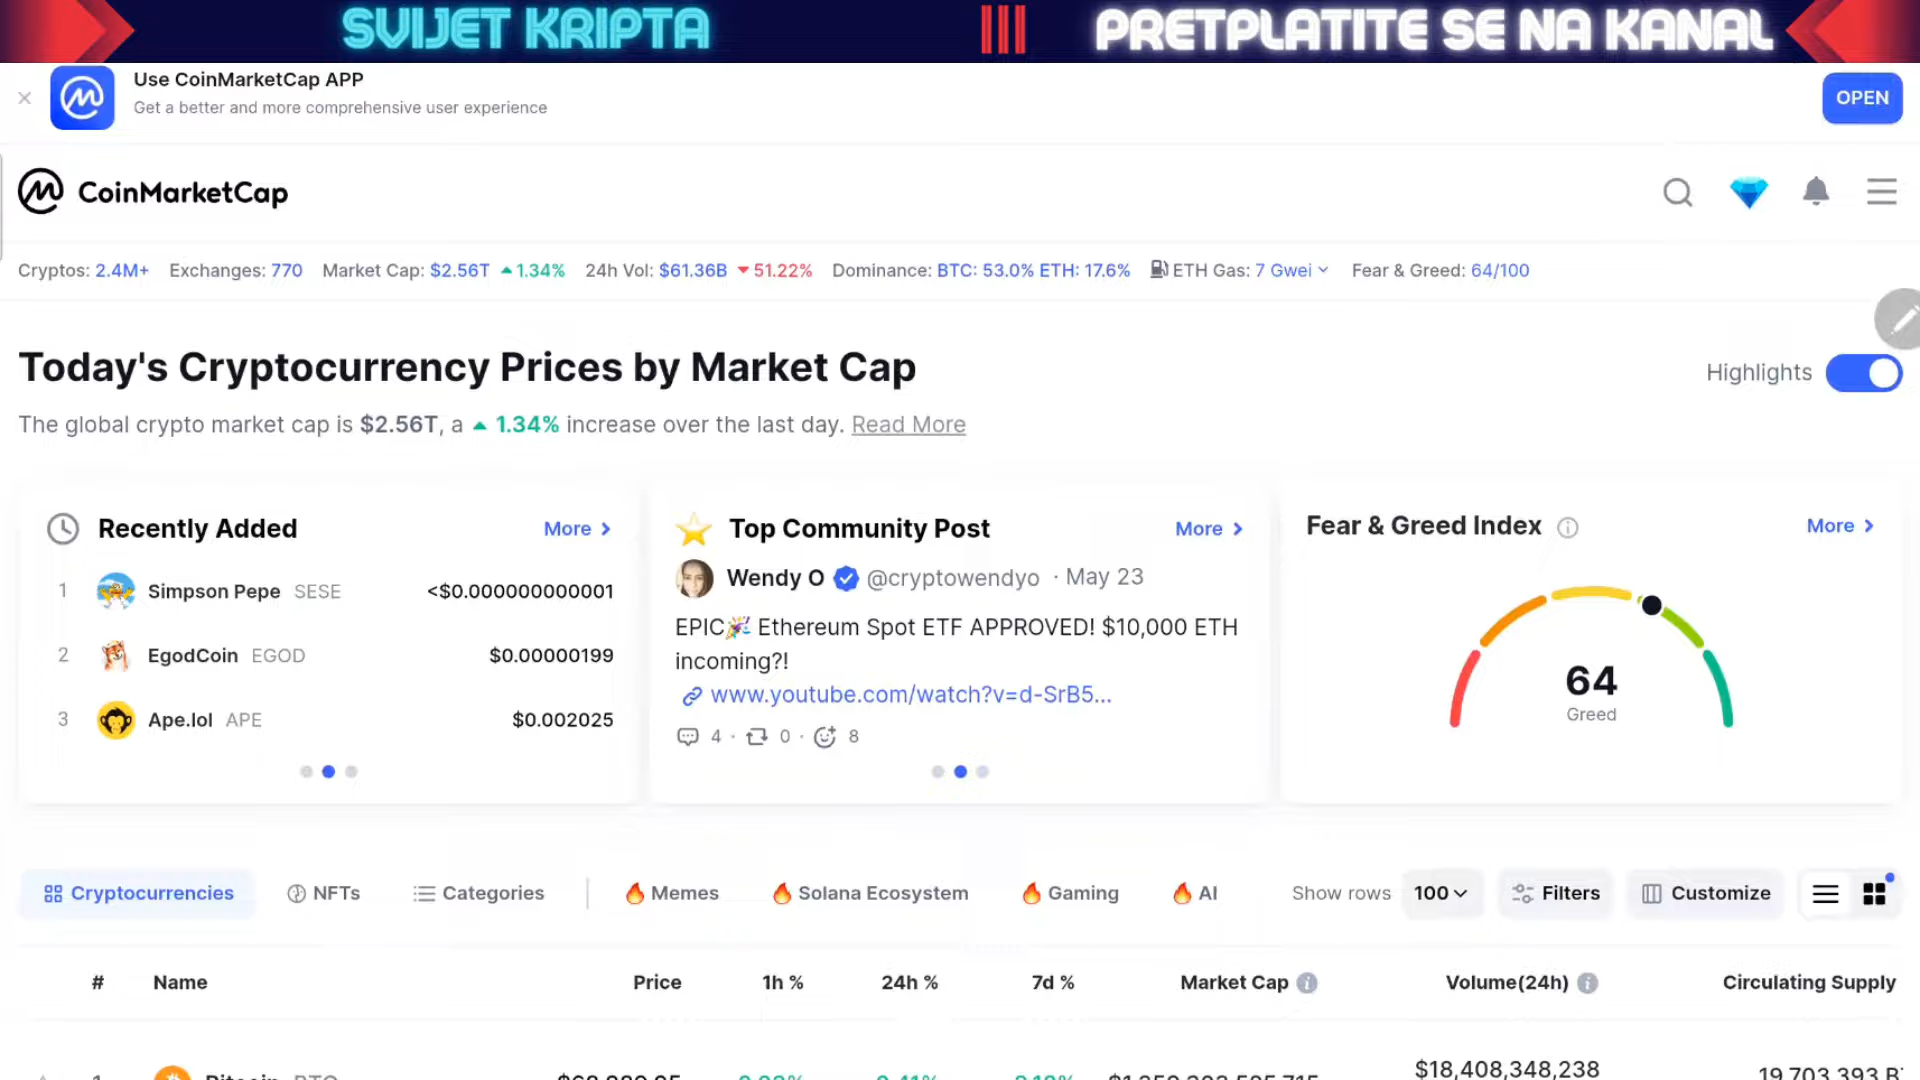 SVIJET KRIPTA
PRETPLATITE SE NA KANAL
Use CoinMarketCap APP
Get a better and more comprehensive user experience
OPEN
CoinMarketCap
Cryptos: 2.4M+ Exchanges: 770 Market Cap: $2.56T 1.34% 24h Vol: $61.36B 51.22% Dominance: BTC: 53.0% ETH: 17.6% ETH Gas: 7 Gwei Fear & Greed: 64/100
Today's Cryptocurrency Prices by Market Cap
Highlights
The global crypto market cap is $2.56T, a 1.34% increase over the last day. Read More
Recently Added
More
1 Simpson Pepe SESE <$0.000000000001
2 EgodCoin EGOD $0.00000199
3 Ape.lol APE $0.002025
Top Community Post
More
Wendy O @cryptowendyo · May 23
EPIC🎉 Ethereum Spot ETF APPROVED! $10,000 ETH
incoming?!
www.youtube.com/watch?v=d-SrB5...
4 · 0 · 8
Fear & Greed Index
More
64
Greed
Cryptocurrencies NFTs Categories Memes Solana Ecosystem Gaming AI Show rows 100 Filters Customize
# Name Price 1h % 24h % 7d % Market Cap Volume(24h) Circulating Supply
1 Bitcoin BTC $18,408,348,238